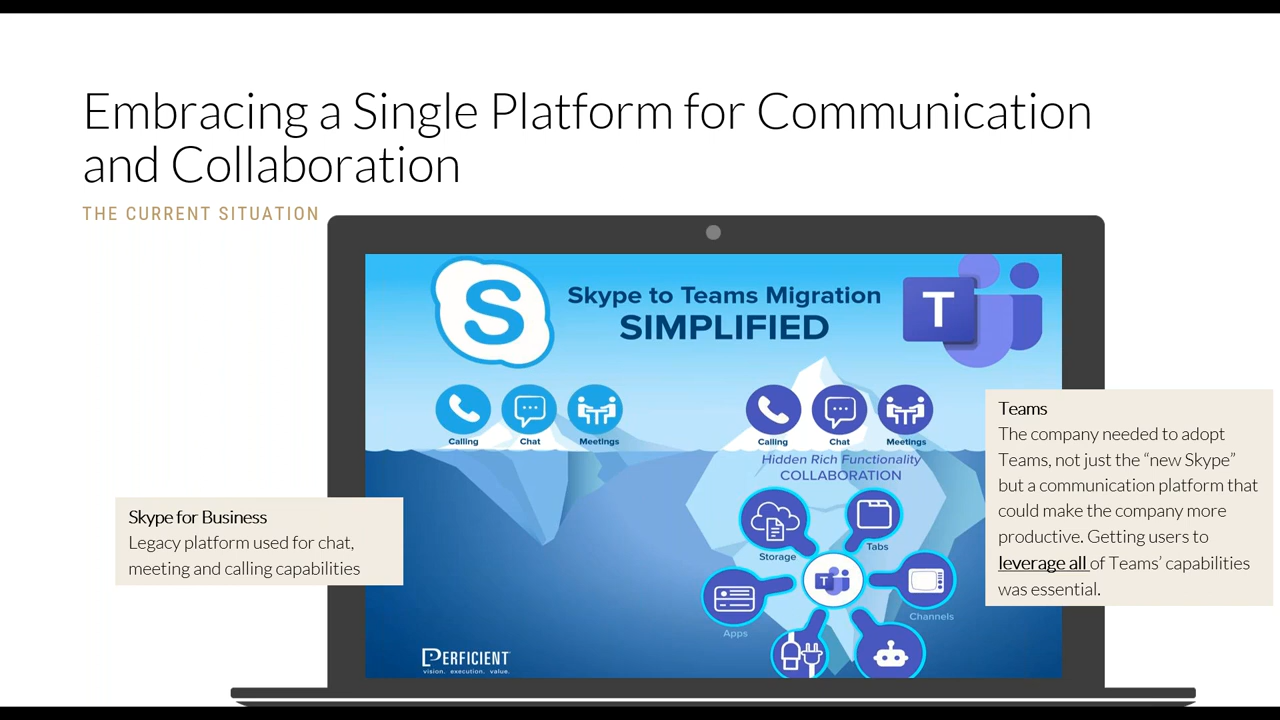 Embracing a Single Platform for Communication
and Collaboration
THE CURRENT SITUATION
S
Skype to Teams Migration
SIMPLIFIED
T
Calling
Chat
Meetings
Calling
Chat
Meetings
Hidden Rich Functionality
COLLABORATION
Storage
Tabs
T
Apps
Channels
PERFICIENT
vision. execution. value.
Skype for Business
Legacy platform used for chat,
meeting and calling capabilities
Teams
The company needed to adopt
Teams, not just the “new Skype”
but a communication platform that
could make the company more
productive. Getting users to
leverage all of Teams’ capabilities
was essential.